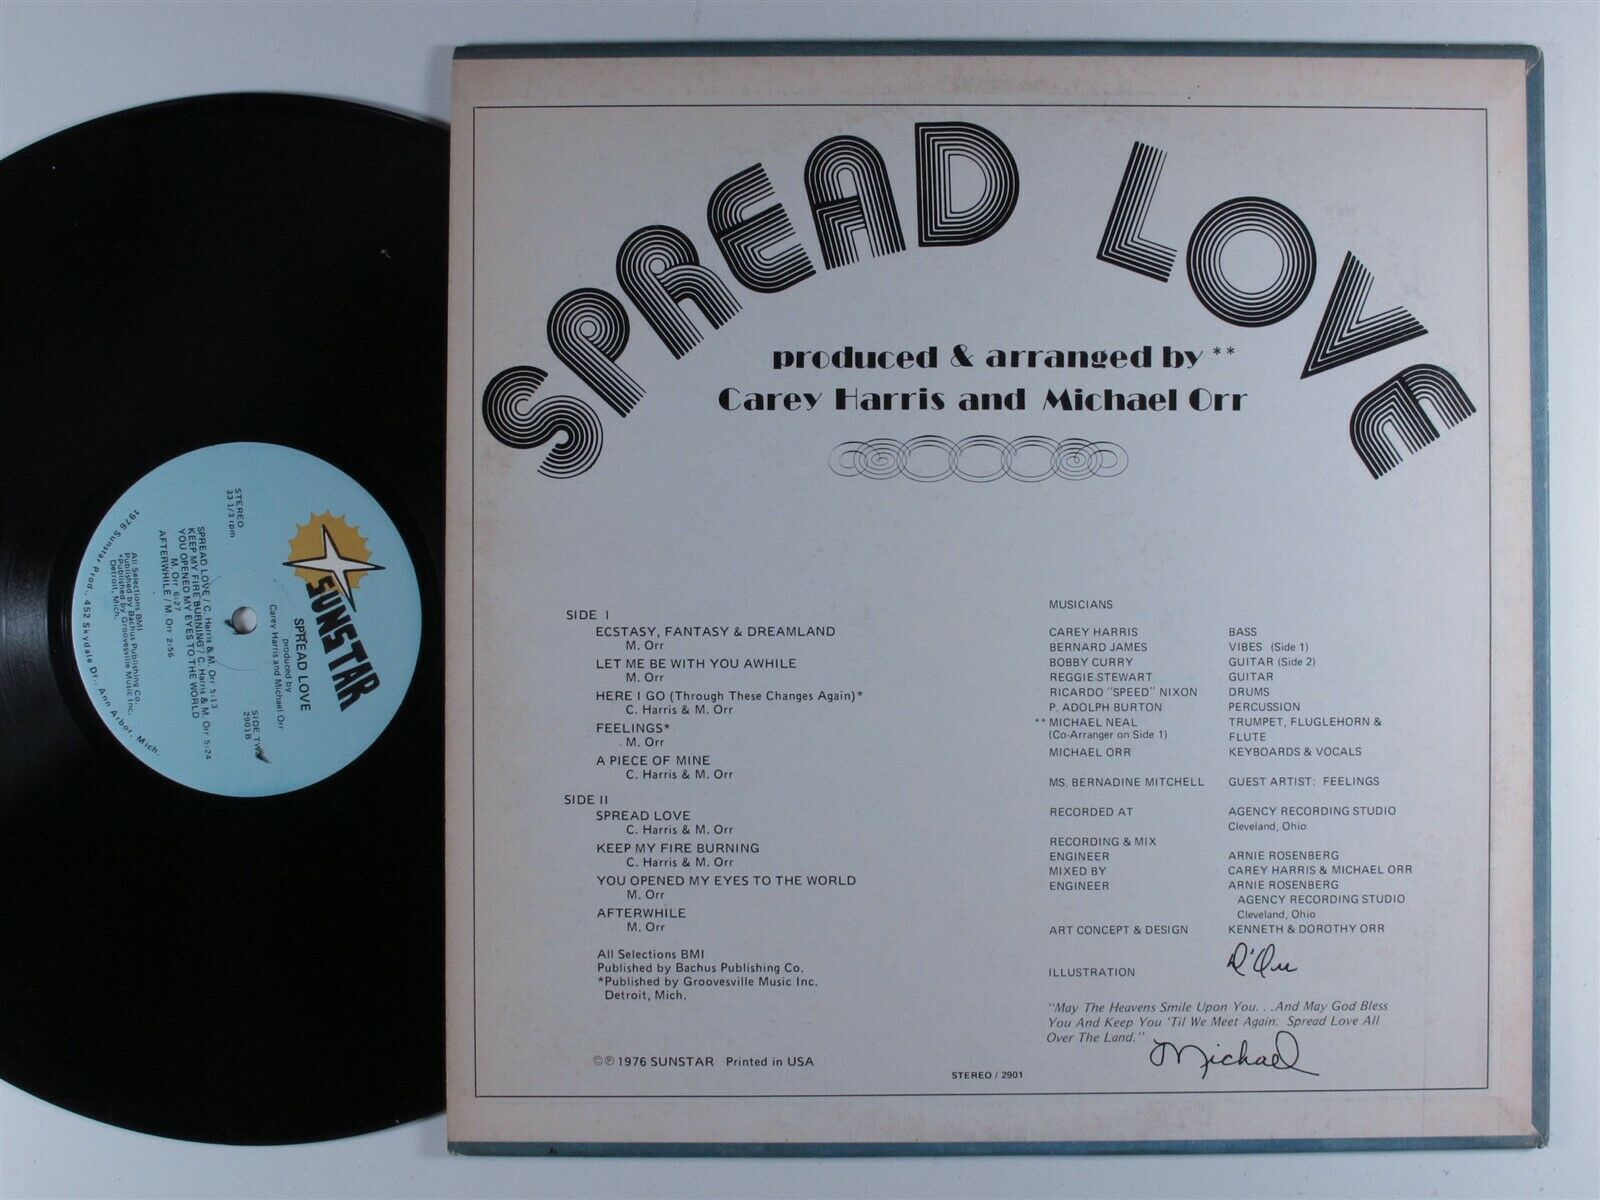 SPREAD LOVE
produced & arranged by **
Carey Harris and Michael Orr
SIDE I
ECSTASY, FANTASY & DREAMLAND
M. Orr
LET ME BE WITH YOU AWHILE
M. Orr
HERE I GO (Through These Changes Again)*
C. Harris & M. Orr
FEELINGS*
M. Orr
A PIECE OF MINE
C. Harris & M. Orr
SIDE II
SPREAD LOVE
C. Harris & M. Orr
KEEP MY FIRE BURNING
C. Harris & M. Orr
YOU OPENED MY EYES TO THE WORLD
M. Orr
AFTERWHILE
M. Orr
All Selections BMI
Published by Bachus Publishing Co.
*Published by Groovesville Music Inc.
Detroit, Mich.
©℗ 1976 SUNSTAR Printed in USA
MUSICIANS
CAREY HARRIS BASS
BERNARD JAMES VIBES (Side 1)
BOBBY CURRY GUITAR (Side 2)
REGGIE STEWART GUITAR
RICARDO "SPEED" NIXON DRUMS
P. ADOLPH BURTON PERCUSSION
** MICHAEL NEAL TRUMPET, FLUGLEHORN &
(Co-Arranger on Side 1) FLUTE
MICHAEL ORR KEYBOARDS & VOCALS
MS. BERNADINE MITCHELL GUEST ARTIST: FEELINGS
RECORDED AT AGENCY RECORDING STUDIO
Cleveland, Ohio
RECORDING & MIX
ENGINEER ARNIE ROSENBERG
MIXED BY CAREY HARRIS & MICHAEL ORR
ENGINEER ARNIE ROSENBERG
AGENCY RECORDING STUDIO
Cleveland, Ohio
ART CONCEPT & DESIGN KENNETH & DOROTHY ORR
ILLUSTRATION D'Orr
"May The Heavens Smile Upon You. . .And May God Bless
You And Keep You 'Til We Meet Again. Spread Love All
Over The Land."
Michael
STEREO / 2901
SUNSTAR
STEREO
33 1/3 rpm
SPREAD LOVE
produced by
Carey Harris and Michael Orr
SIDE TWO
2901B
SPREAD LOVE / C. Harris & M. Orr 5:13
KEEP MY FIRE BURNING / C. Harris & M. Orr 5:24
YOU OPENED MY EYES TO THE WORLD
M. Orr 6:27
AFTERWHILE / M. Orr 2:56
All Selections BMI
Published by Bachus Publishing Co.
*Published by Groovesville Music Inc.
Detroit, Mich.
1976 Sunstar Prod., 452 Skydale Dr., Ann Arbor, Mich.